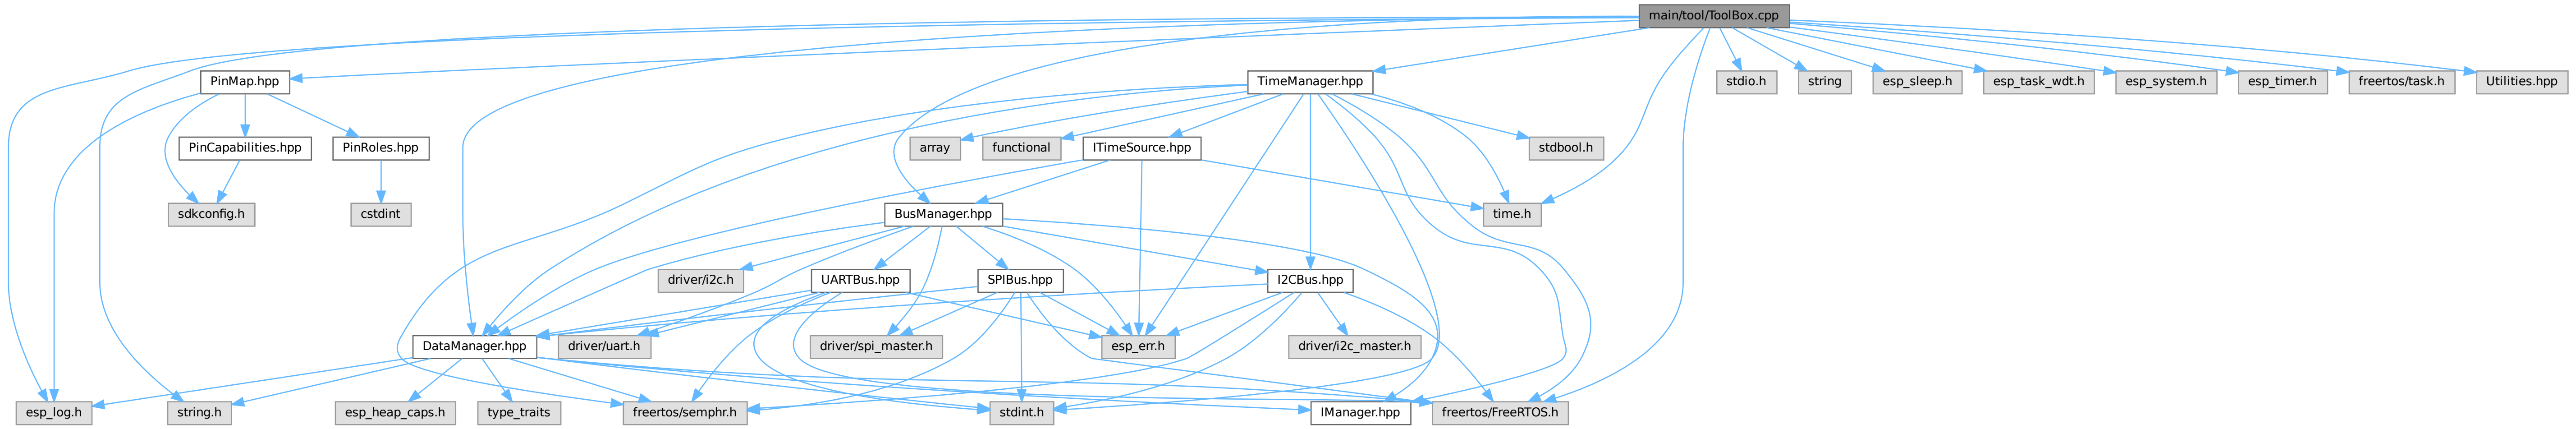 main/tool/ToolBox.cpp
PinMap.hpp
TimeManager.hpp
stdio.h
string
esp_sleep.h
esp_task_wdt.h
esp_system.h
esp_timer.h
freertos/task.h
Utilities.hpp
PinCapabilities.hpp
PinRoles.hpp
array
functional
ITimeSource.hpp
stdbool.h
sdkconfig.h
cstdint
BusManager.hpp
time.h
driver/i2c.h
UARTBus.hpp
SPIBus.hpp
I2CBus.hpp
DataManager.hpp
driver/uart.h
driver/spi_master.h
esp_err.h
driver/i2c_master.h
esp_log.h
string.h
esp_heap_caps.h
type_traits
freertos/semphr.h
stdint.h
IManager.hpp
freertos/FreeRTOS.h